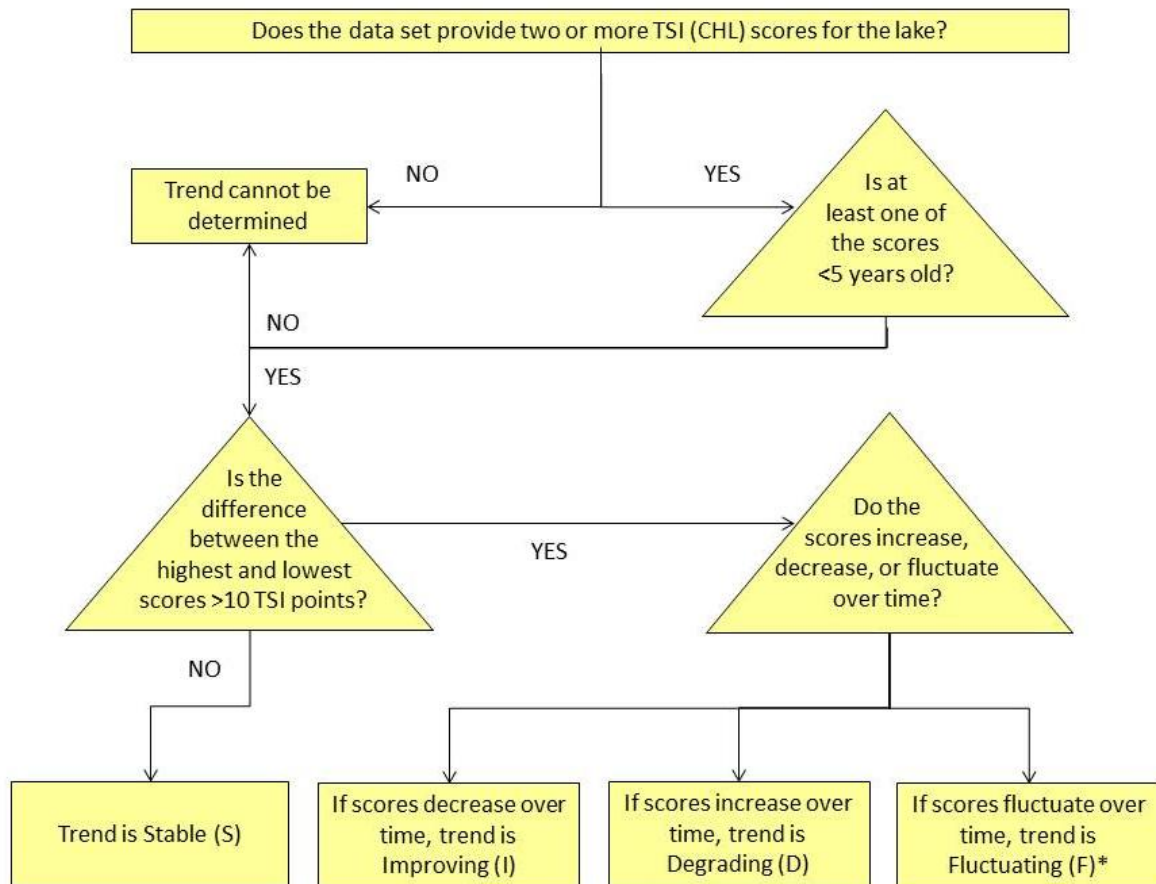 Does the data set provide two or more TSI (CHL) scores for the lake?
NO
YES
Trend cannot be
determined
Is at
least one of
the scores
<5 years old?
NO
YES
Is the
difference
between the
highest and lowest
scores >10 TSI points?
YES
Do the
scores increase,
decrease, or fluctuate
over time?
NO
Trend is Stable (S)
If scores decrease over
time, trend is
Improving (I)
If scores increase over
time, trend is
Degrading (D)
If scores fluctuate over
time, trend is
Fluctuating (F)*